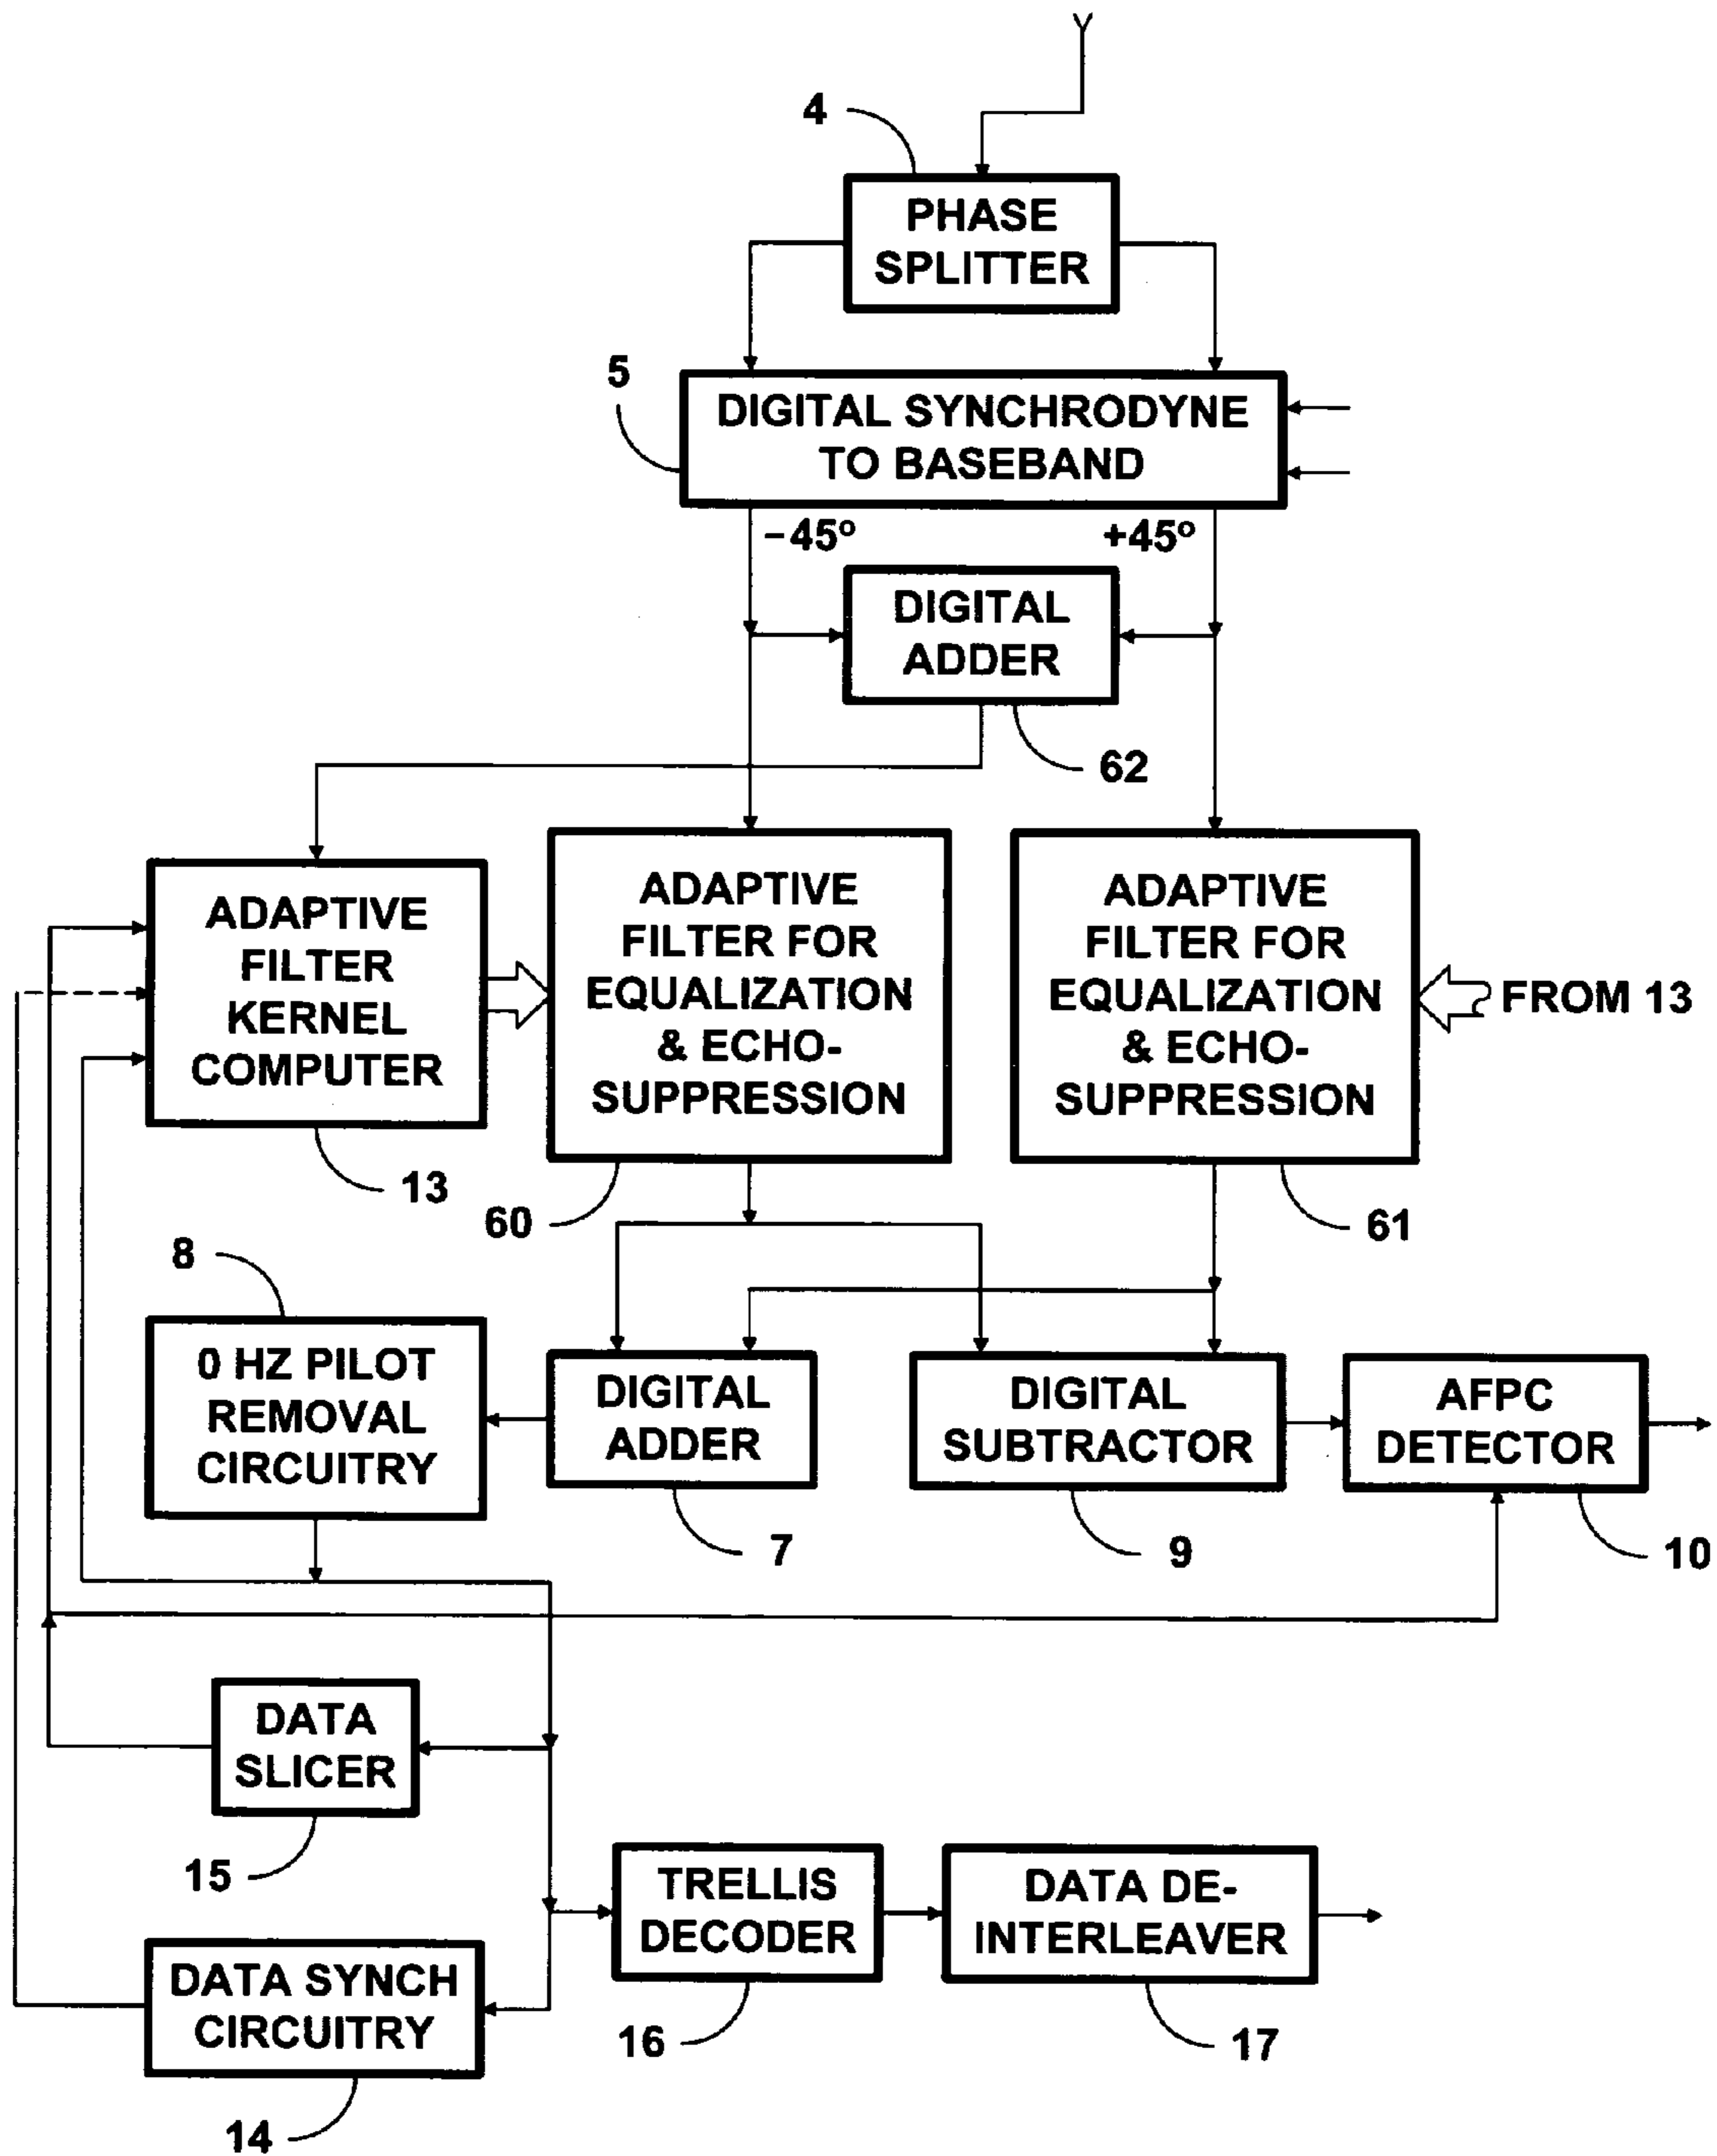 4
PHASE
SPLITTER
5
DIGITAL SYNCHRODYNE
TO BASEBAND
–45°
+45°
DIGITAL
ADDER
62
ADAPTIVE
FILTER
KERNEL
COMPUTER
13
ADAPTIVE
FILTER FOR
EQUALIZATION
& ECHO-
SUPPRESSION
60
ADAPTIVE
FILTER FOR
EQUALIZATION
& ECHO-
SUPPRESSION
61
FROM 13
8
0 HZ PILOT
REMOVAL
CIRCUITRY
DIGITAL
ADDER
7
DIGITAL
SUBTRACTOR
9
AFPC
DETECTOR
10
DATA
SLICER
15
TRELLIS
DECODER
16
DATA DE-
INTERLEAVER
17
DATA SYNCH
CIRCUITRY
14